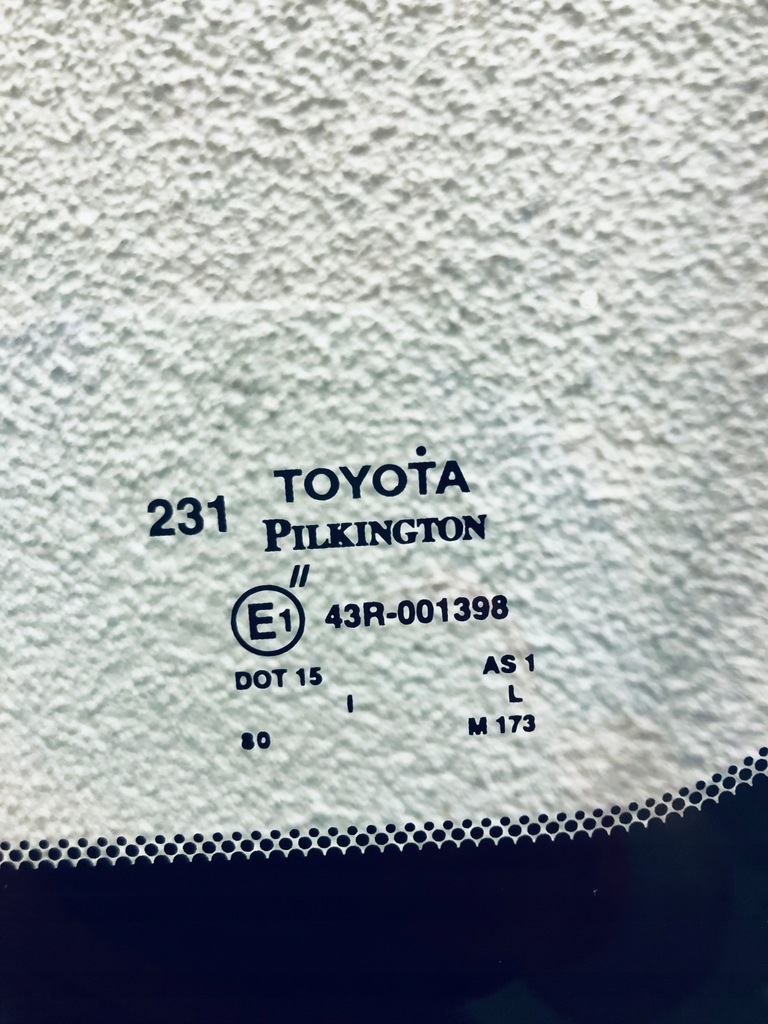 TOYOTA
231
PILKINGTON
//
E1 43R-001398
DOT 15 AS 1
I L
80 M 173